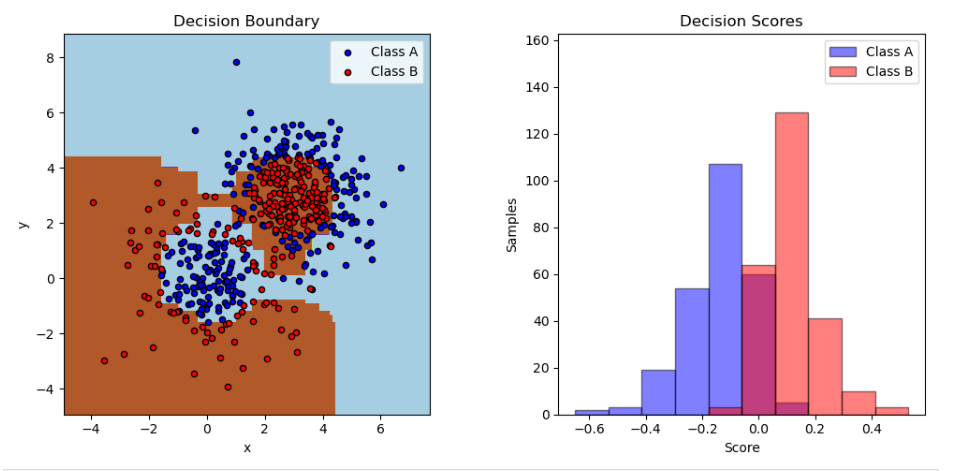 Decision Boundary
Class A
Class B
8
6
4
2
0
−2
−4
y
−4
−2
0
2
4
6
x
Decision Scores
Class A
Class B
160
140
120
100
80
60
40
20
0
Samples
−0.6
−0.4
−0.2
0.0
0.2
0.4
Score